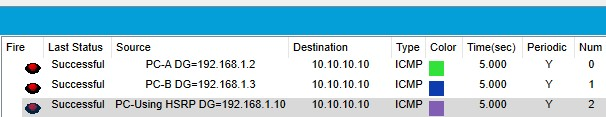 Fire Last Status Source Destination Type Color Time(sec) Periodic Num
Successful PC-A DG=192.168.1.2 10.10.10.10 ICMP 5.000 Y 0
Successful PC-B DG=192.168.1.3 10.10.10.10 ICMP 5.000 Y 1
Successful PC-Using HSRP DG=192.168.1.10 10.10.10.10 ICMP 5.000 Y 2